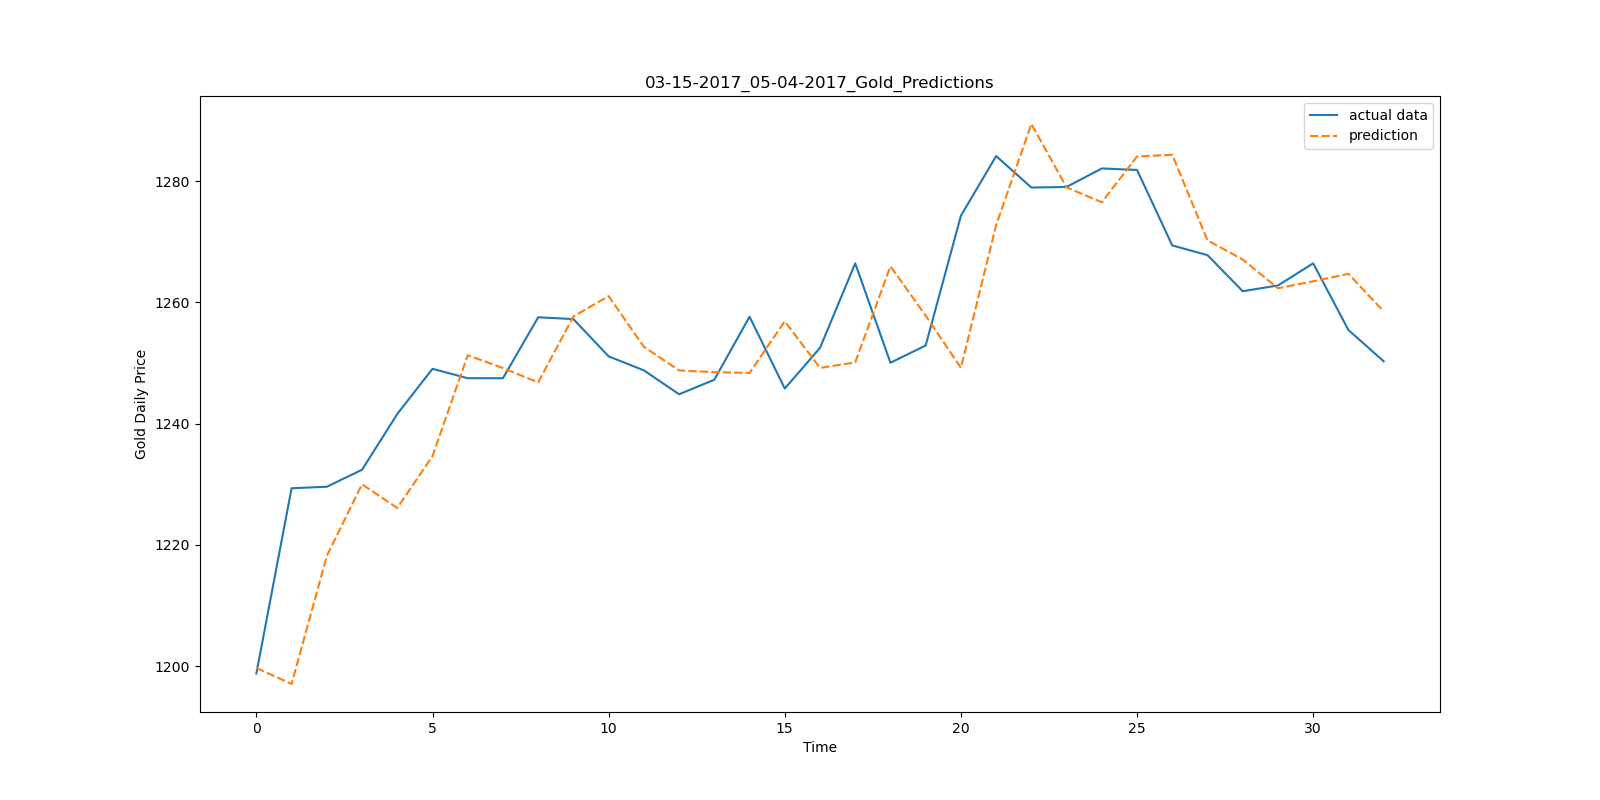 03-15-2017_05-04-2017_Gold_Predictions
actual data
prediction
Gold Daily Price
1280
1260
1240
1220
1200
0 5 10 15 20 25 30
Time